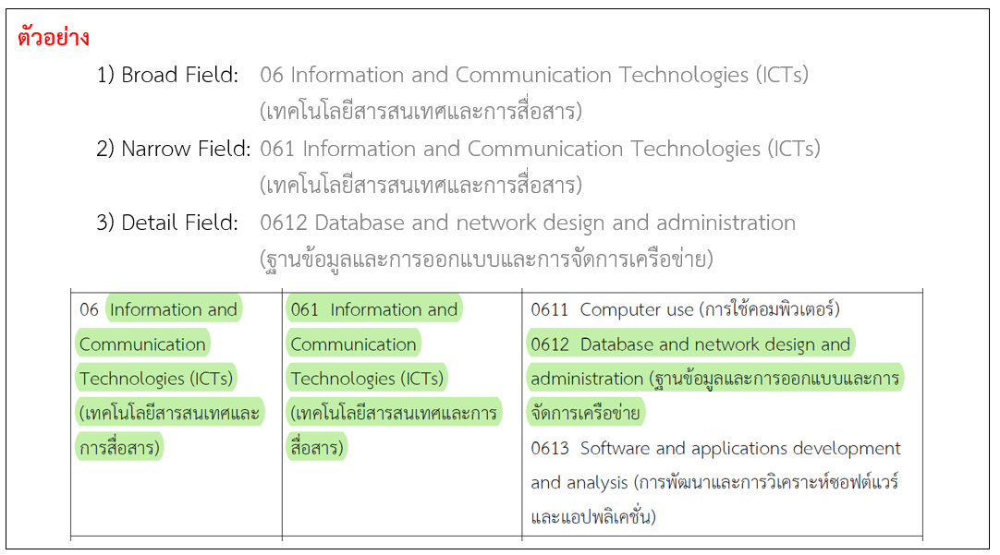 ตัวอย่าง
1) Broad Field: 06 Information and Communication Technologies (ICTs)
(เทคโนโลยีสารสนเทศและการสื่อสาร)
2) Narrow Field: 061 Information and Communication Technologies (ICTs)
(เทคโนโลยีสารสนเทศและการสื่อสาร)
3) Detail Field: 0612 Database and network design and administration
(ฐานข้อมูลและการออกแบบและการจัดการเครือข่าย)
06 Information and
Communication
Technologies (ICTs)
(เทคโนโลยีสารสนเทศและ
การสื่อสาร)
061 Information and
Communication
Technologies (ICTs)
(เทคโนโลยีสารสนเทศและการ
สื่อสาร)
0611 Computer use (การใช้คอมพิวเตอร์)
0612 Database and network design and
administration (ฐานข้อมูลและการออกแบบและการ
จัดการเครือข่าย
0613 Software and applications development
and analysis (การพัฒนาและการวิเคราะห์ซอฟต์แวร์
และแอปพลิเคชั่น)